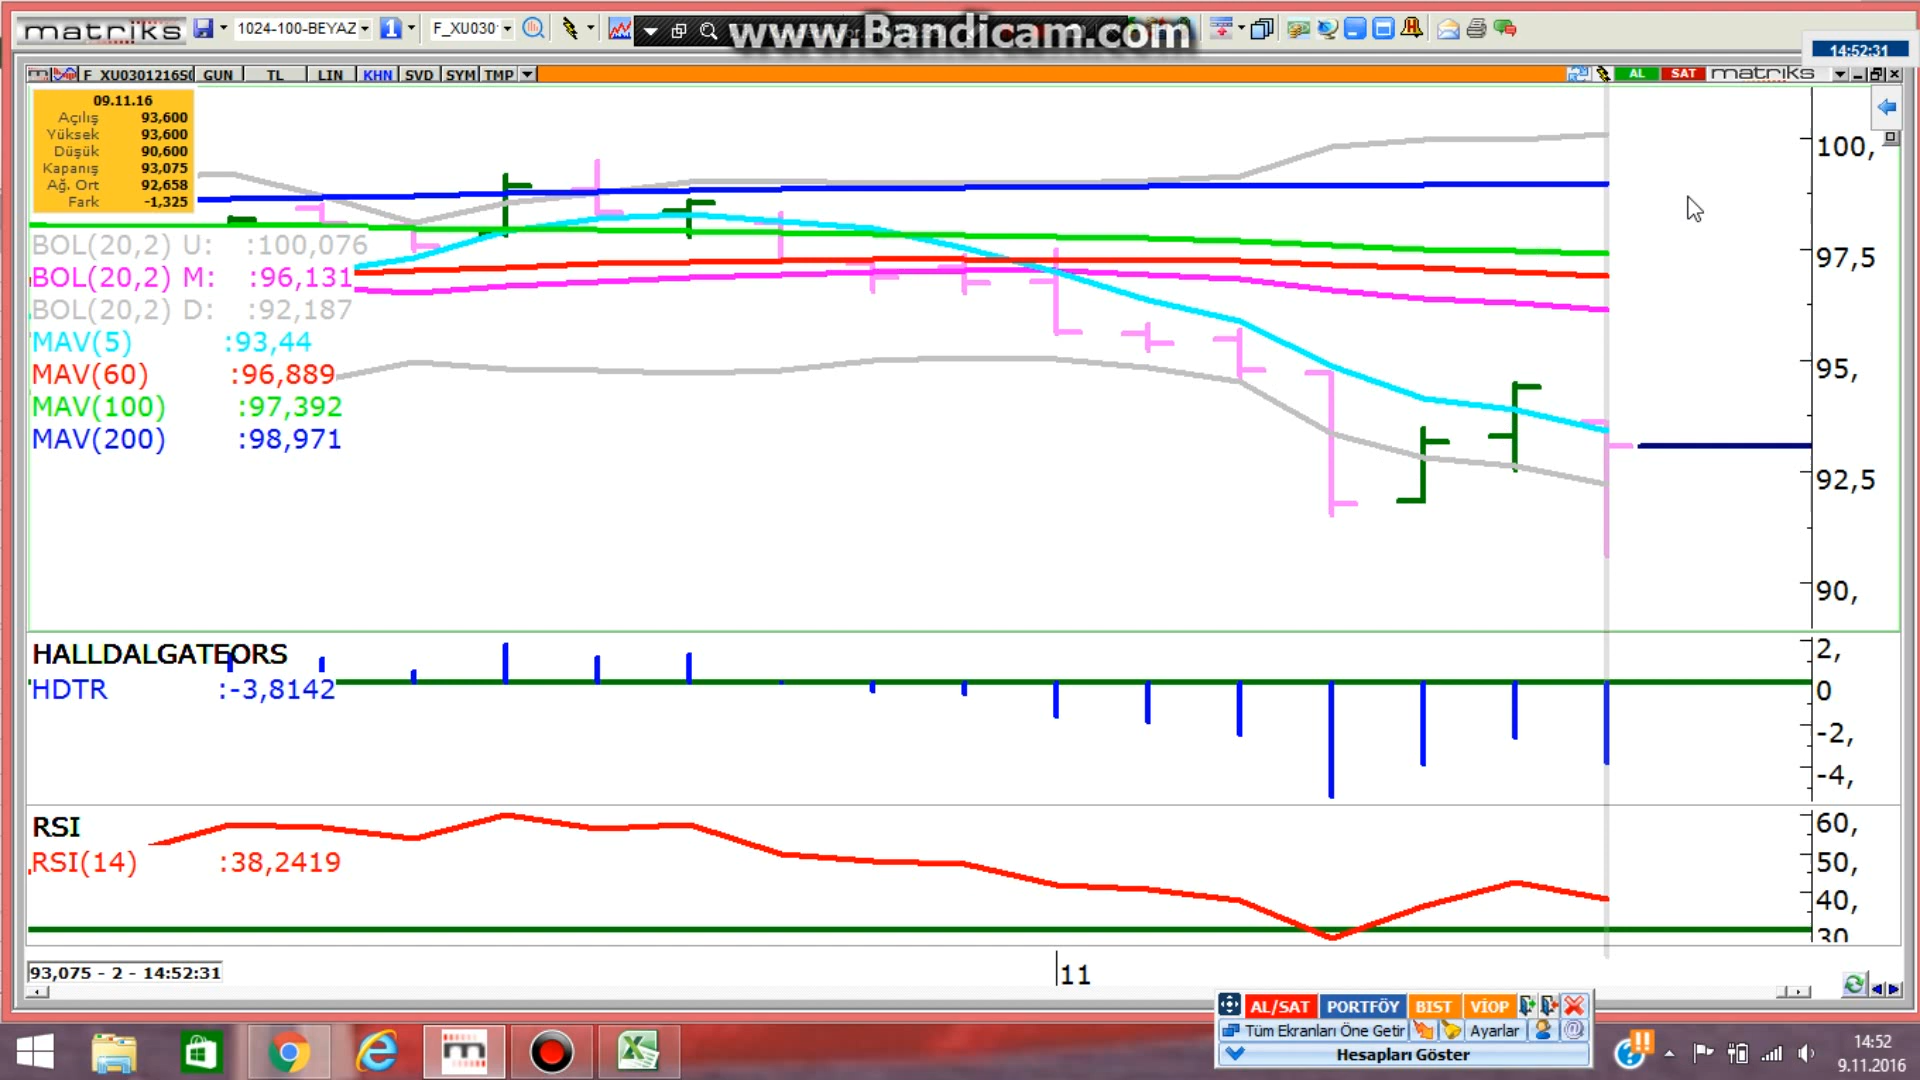 matriks 1024-100-BEYAZ 1 F_XU030 www.Bandicam.com
14:52:31
F_XU0301216S0 GUN TL LIN KHN SVD SYM TMP AL SAT matriks
09.11.16
Açılış 93,600
Yüksek 93,600
Düşük 90,600
Kapanış 93,075
Ağ. Ort 92,658
Fark -1,325
BOL(20,2) U: :100,076
BOL(20,2) M: :96,131
BOL(20,2) D: :92,187
MAV(5) :93,44
MAV(60) :96,889
MAV(100) :97,392
MAV(200) :98,971
100,
97,5
95,
92,5
90,
HALLDALGATEORS
HDTR :-3,8142
2,
0
-2,
-4,
RSI
RSI(14) :38,2419
60,
50,
40,
30
93,075 - 2 - 14:52:31
11
AL/SAT PORTFÖY BIST VİOP
Tüm Ekranları Öne Getir Ayarlar
Hesapları Göster
14:52
9.11.2016